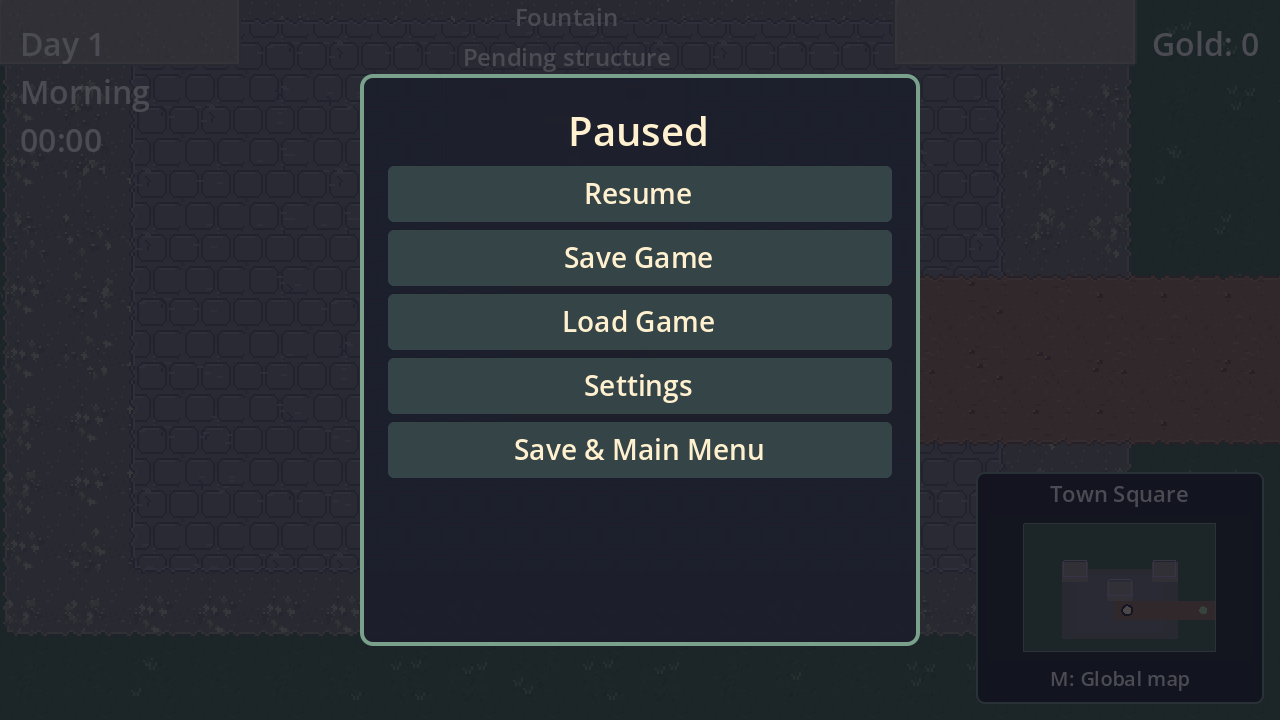 Fountain
Pending structure
Day 1
Morning
00:00
Gold: 0
Paused
Resume
Save Game
Load Game
Settings
Save & Main Menu
Town Square
M: Global map